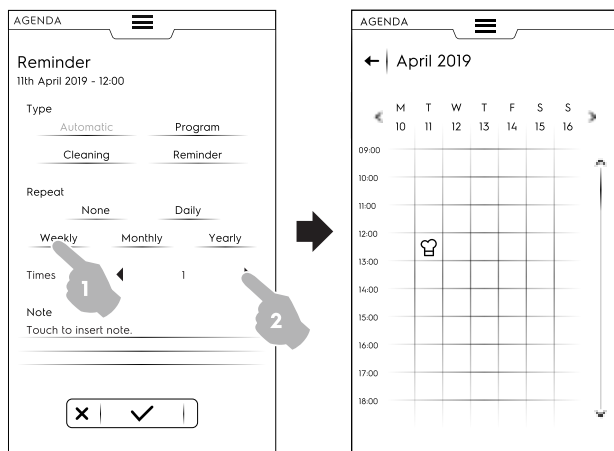 AGENDA
Reminder
11th April 2019 - 12:00
Type
Automatic Program
Cleaning Reminder
Repeat
None Daily
Weekly Monthly Yearly
Times 1
1
2
Note
Touch to insert note.
AGENDA
April 2019
M T W T F S S
10 11 12 13 14 15 16
09:00
10:00
11:00
12:00
13:00
14:00
15:00
16:00
17:00
18:00